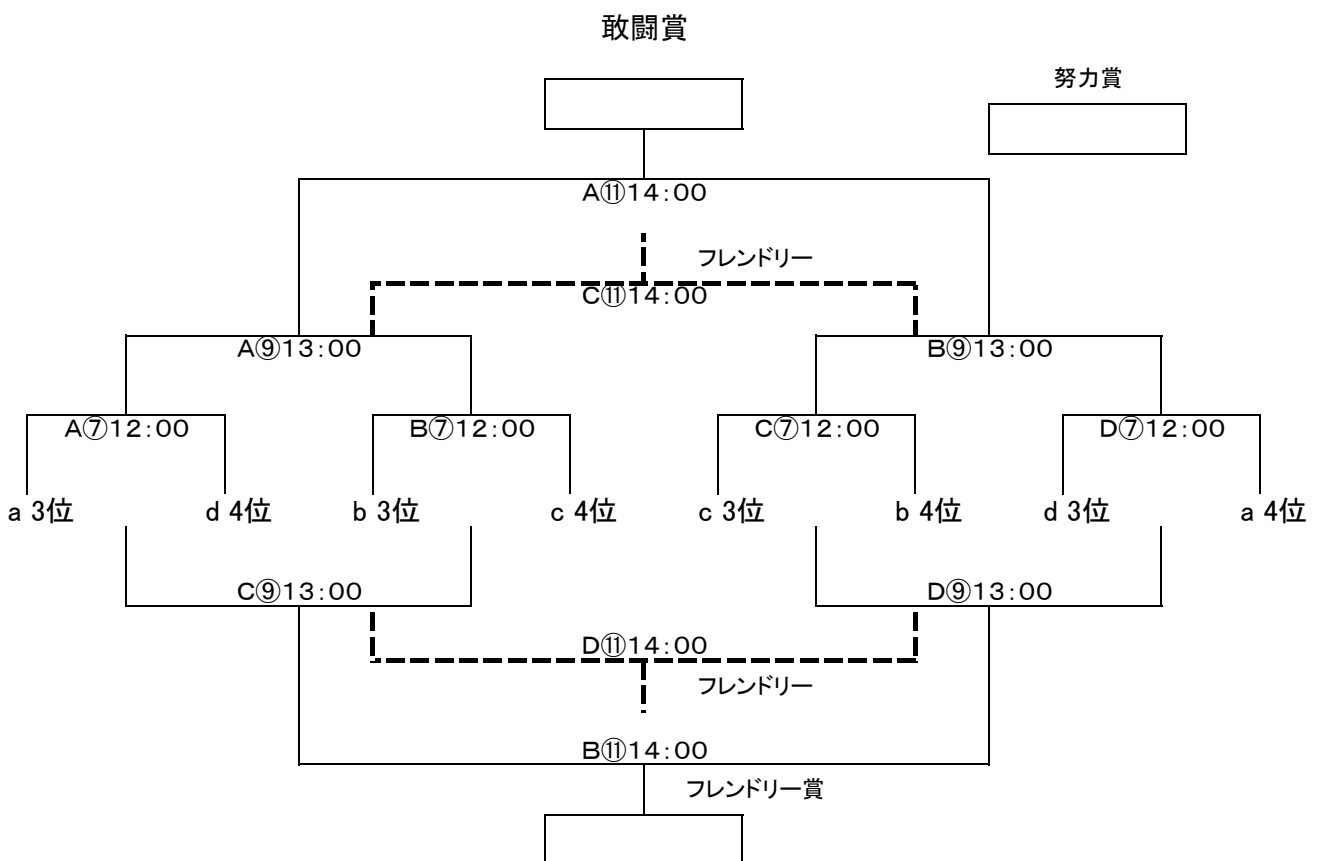 敢闘賞
努力賞
A⑪14:00
フレンドリー
C⑪14:00
A⑨13:00
B⑨13:00
A⑦12:00
B⑦12:00
C⑦12:00
D⑦12:00
a 3位
d 4位
b 3位
c 4位
c 3位
b 4位
d 3位
a 4位
C⑨13:00
D⑨13:00
D⑪14:00
フレンドリー
B⑪14:00
フレンドリー賞